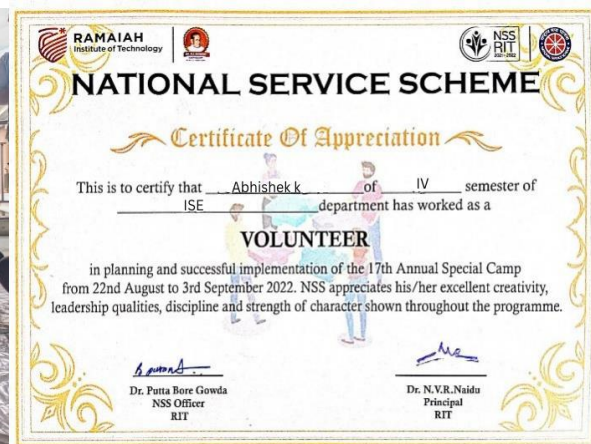 RAMAIAH
Institute of Technology
NSS
RIT
2021-2022
NATIONAL SERVICE SCHEME
Certificate Of Appreciation
This is to certify that Abhishek k of IV semester of
ISE department has worked as a
VOLUNTEER
in planning and successful implementation of the 17th Annual Special Camp
from 22nd August to 3rd September 2022. NSS appreciates his/her excellent creativity,
leadership qualities, discipline and strength of character shown throughout the programme.
Dr. Putta Bore Gowda
NSS Officer
RIT
Dr. N.V.R.Naidu
Principal
RIT